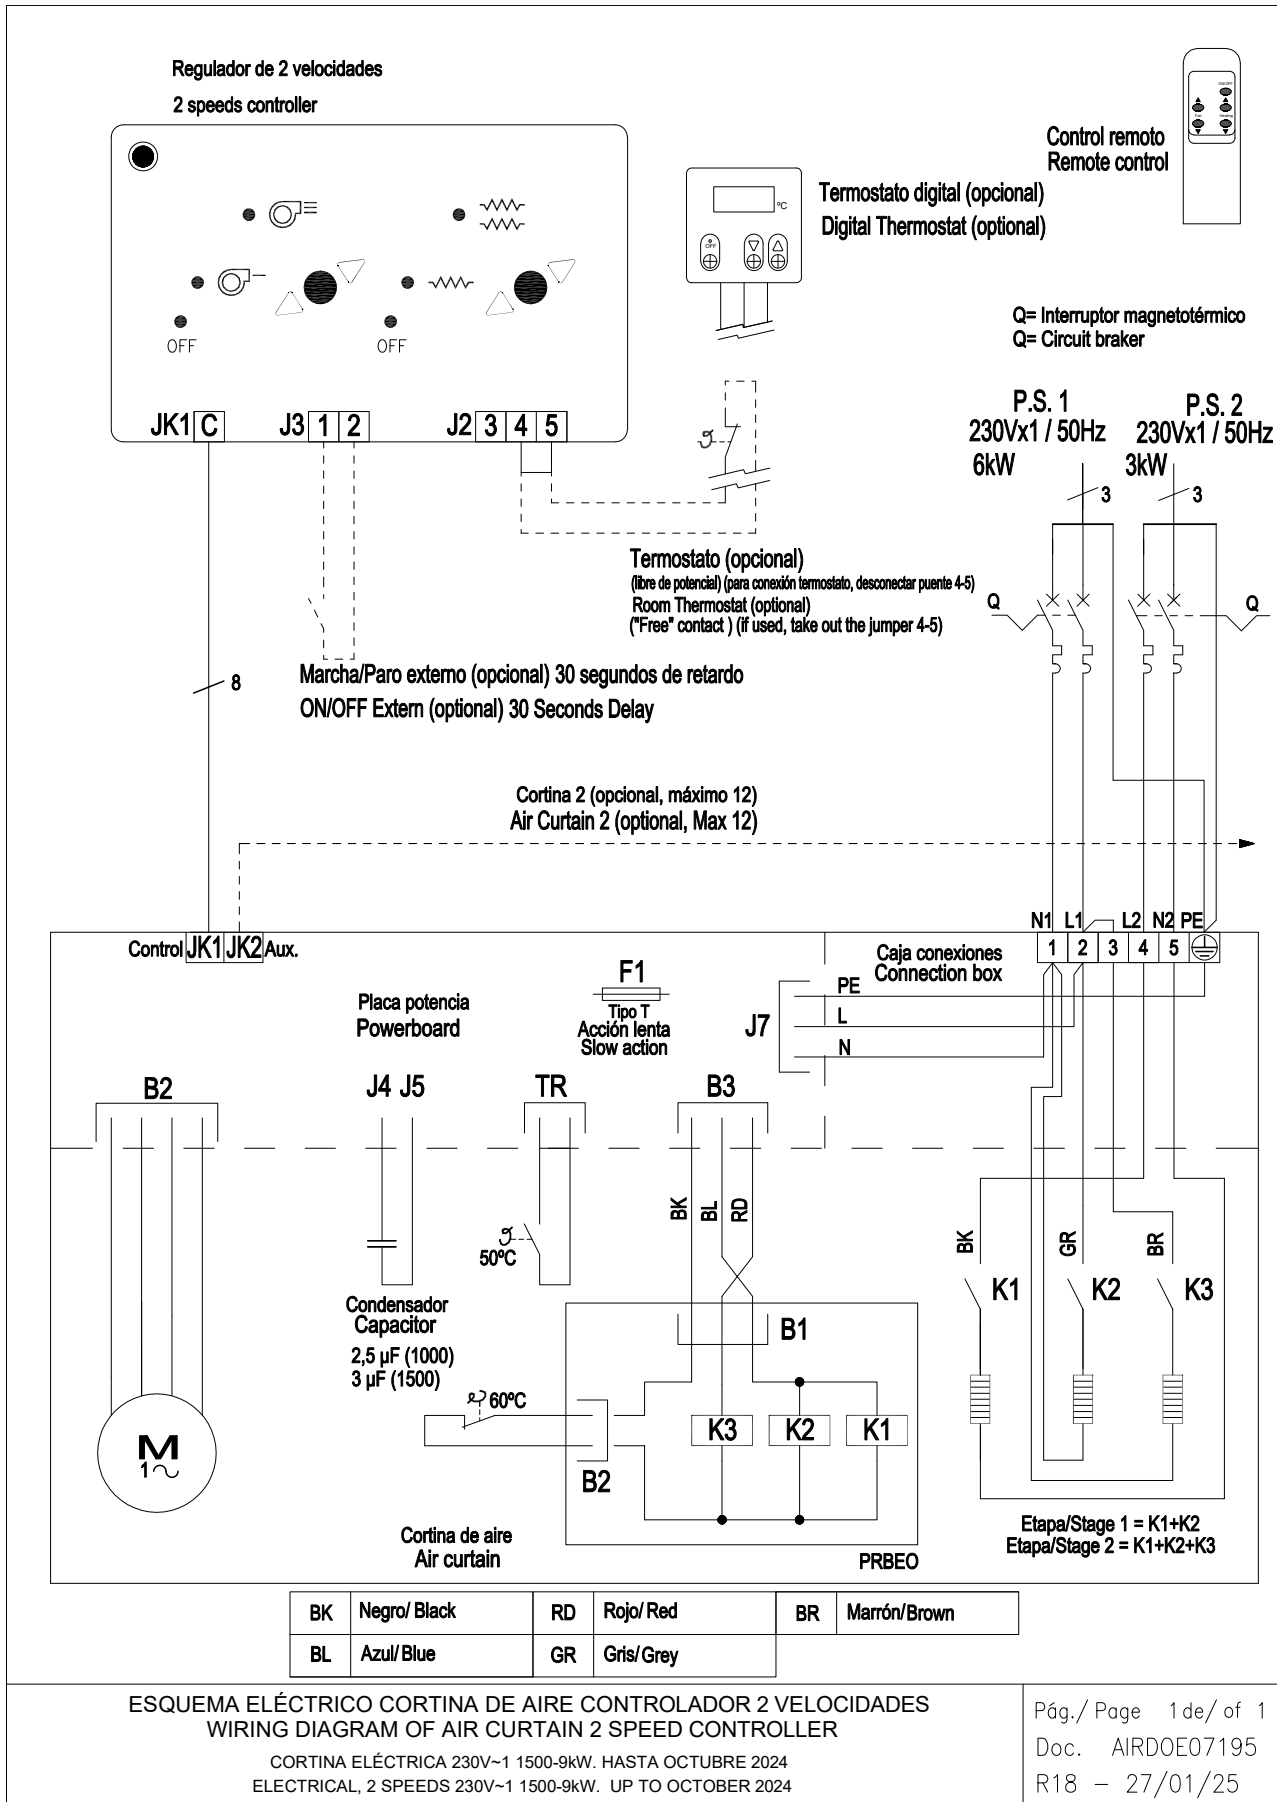 Regulador de 2 velocidades
2 speeds controller
OFF
OFF
JK1 C
J3 1 2
J2 3 4 5
ºC
OFF
Termostato digital (opcional)
Digital Thermostat (optional)
ON/OFF
Fan
Heating
Control remoto
Remote control
Q= Interruptor magnetotérmico
Q= Circuit braker
P.S. 1
230Vx1 / 50Hz
6kW
P.S. 2
230Vx1 / 50Hz
3kW
3
3
Q
Q
Termostato (opcional)
(libre de potencial) (para conexión termostato, desconectar puente 4-5)
Room Thermostat (optional)
("Free" contact ) (if used, take out the jumper 4-5)
8
Marcha/Paro externo (opcional) 30 segundos de retardo
ON/OFF Extern (optional) 30 Seconds Delay
Cortina 2 (opcional, máximo 12)
Air Curtain 2 (optional, Max 12)
N1 L1 L2 N2 PE
1 2 3 4 5
Control JK1 JK2 Aux.
Caja conexiones
Connection box
Placa potencia
Powerboard
F1
Tipo T
Acción lenta
Slow action
J7
PE
L
N
B2
J4 J5
TR
B3
BK
BL
RD
50ºC
Condensador
Capacitor
2,5 µF (1000)
3 µF (1500)
B1
60ºC
B2
K3
K2
K1
PRBEO
BK
GR
BR
K1
K2
K3
M
1~
Cortina de aire
Air curtain
Etapa/Stage 1 = K1+K2
Etapa/Stage 2 = K1+K2+K3
BK Negro/ Black RD Rojo/ Red BR Marrón/Brown
BL Azul/ Blue GR Gris/Grey
ESQUEMA ELÉCTRICO CORTINA DE AIRE CONTROLADOR 2 VELOCIDADES
WIRING DIAGRAM OF AIR CURTAIN 2 SPEED CONTROLLER
CORTINA ELÉCTRICA 230V~1 1500-9kW. HASTA OCTUBRE 2024
ELECTRICAL, 2 SPEEDS 230V~1 1500-9kW. UP TO OCTOBER 2024
Pág./ Page 1 de/ of 1
Doc. AIRDOE07195
R18 - 27/01/25